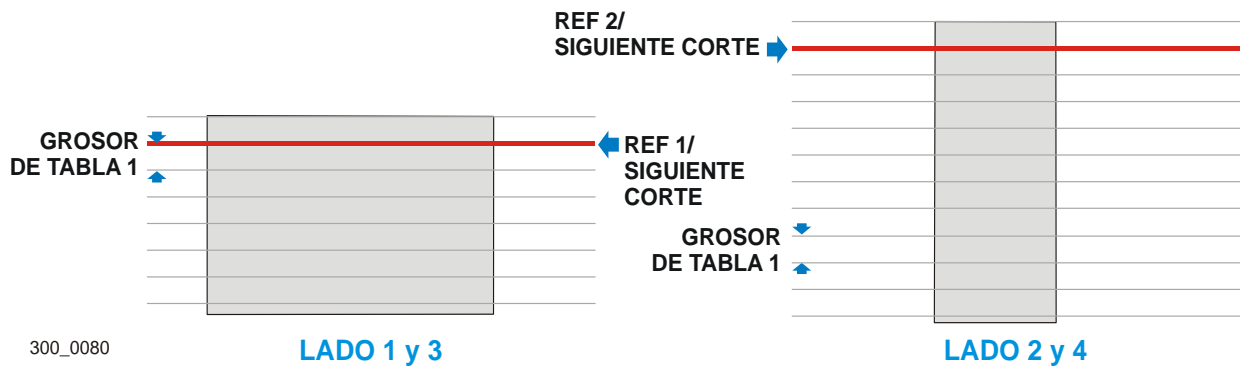 GROSOR
DE TABLA 1
REF 1/
SIGUIENTE
CORTE
300_0080
LADO 1 y 3
REF 2/
SIGUIENTE CORTE
GROSOR
DE TABLA 1
LADO 2 y 4